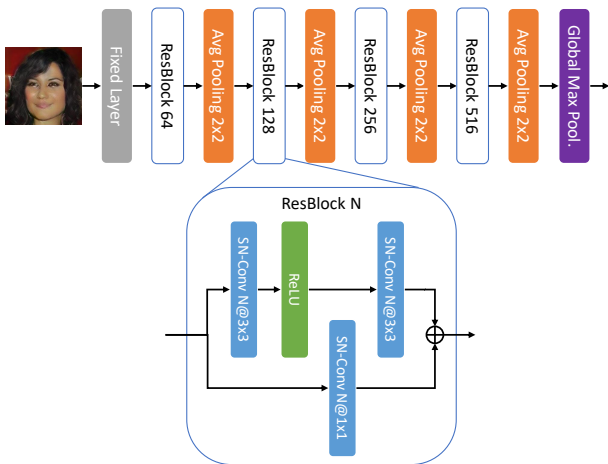 Fixed Layer
ResBlock 64
Avg Pooling 2x2
ResBlock 128
Avg Pooling 2x2
ResBlock 256
Avg Pooling 2x2
ResBlock 516
Avg Pooling 2x2
Global Max Pool.
ResBlock N
SN-Conv N@3x3
ReLU
SN-Conv N@3x3
SN-Conv N@1x1